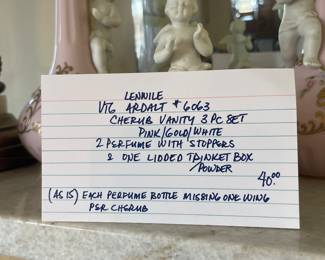 LENWILE
VTG ARDALT #6063
CHERUB VANITY 3 PC SET
PINK/GOLD/WHITE
2 PERFUME WITH STOPPERS
& ONE LIDDED TRINKET BOX
/POWDER
40.00
(AS IS) EACH PERFUME BOTTLE MISSING ONE WING
PER CHERUB